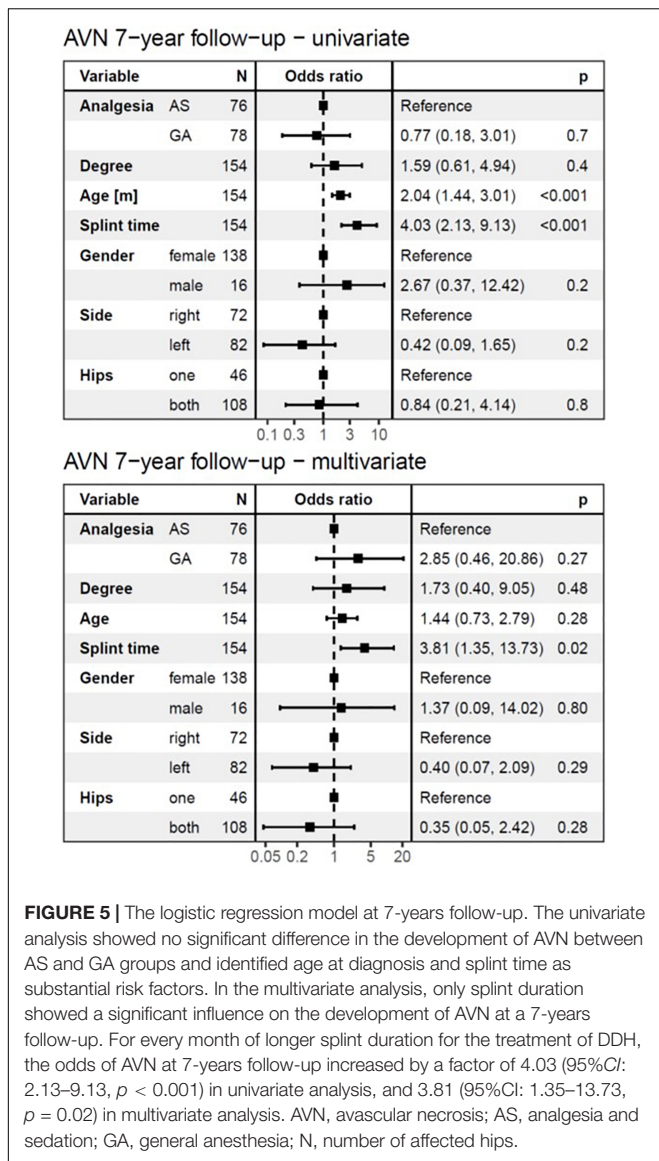 AVN 7−year follow−up − univariate
Variable N Odds ratio p
Analgesia AS 76 Reference
GA 78 0.77 (0.18, 3.01) 0.7
Degree 154 1.59 (0.61, 4.94) 0.4
Age [m] 154 2.04 (1.44, 3.01) <0.001
Splint time 154 4.03 (2.13, 9.13) <0.001
Gender female 138 Reference
male 16 2.67 (0.37, 12.42) 0.2
Side right 72 Reference
left 82 0.42 (0.09, 1.65) 0.2
Hips one 46 Reference
both 108 0.84 (0.21, 4.14) 0.8
0.1 0.3 1 3 10
AVN 7−year follow−up − multivariate
Variable N Odds ratio p
Analgesia AS 76 Reference
GA 78 2.85 (0.46, 20.86) 0.27
Degree 154 1.73 (0.40, 9.05) 0.48
Age 154 1.44 (0.73, 2.79) 0.28
Splint time 154 3.81 (1.35, 13.73) 0.02
Gender female 138 Reference
male 16 1.37 (0.09, 14.02) 0.80
Side right 72 Reference
left 82 0.40 (0.07, 2.09) 0.29
Hips one 46 Reference
both 108 0.35 (0.05, 2.42) 0.28
0.05 0.2 1 5 20
FIGURE 5 | The logistic regression model at 7-years follow-up. The univariate
analysis showed no significant difference in the development of AVN between
AS and GA groups and identified age at diagnosis and splint time as
substantial risk factors. In the multivariate analysis, only splint duration
showed a significant influence on the development of AVN at a 7-years
follow-up. For every month of longer splint duration for the treatment of DDH,
the odds of AVN at 7-years follow-up increased by a factor of 4.03 (95%CI:
2.13–9.13, p < 0.001) in univariate analysis, and 3.81 (95%CI: 1.35–13.73,
p = 0.02) in multivariate analysis. AVN, avascular necrosis; AS, analgesia and
sedation; GA, general anesthesia; N, number of affected hips.